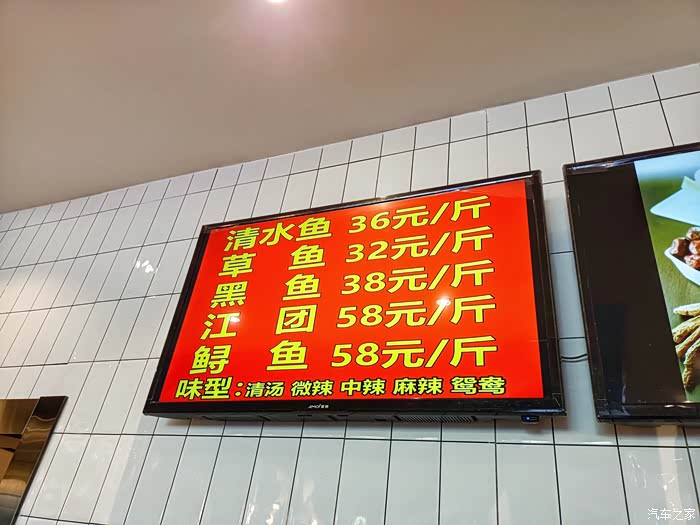 清水鱼 36元/斤
草鱼 32元/斤
黑鱼 38元/斤
江团 58元/斤
鲟鱼 58元/斤
味型:清汤 微辣 中辣 麻辣 鸳鸯
汽车之家